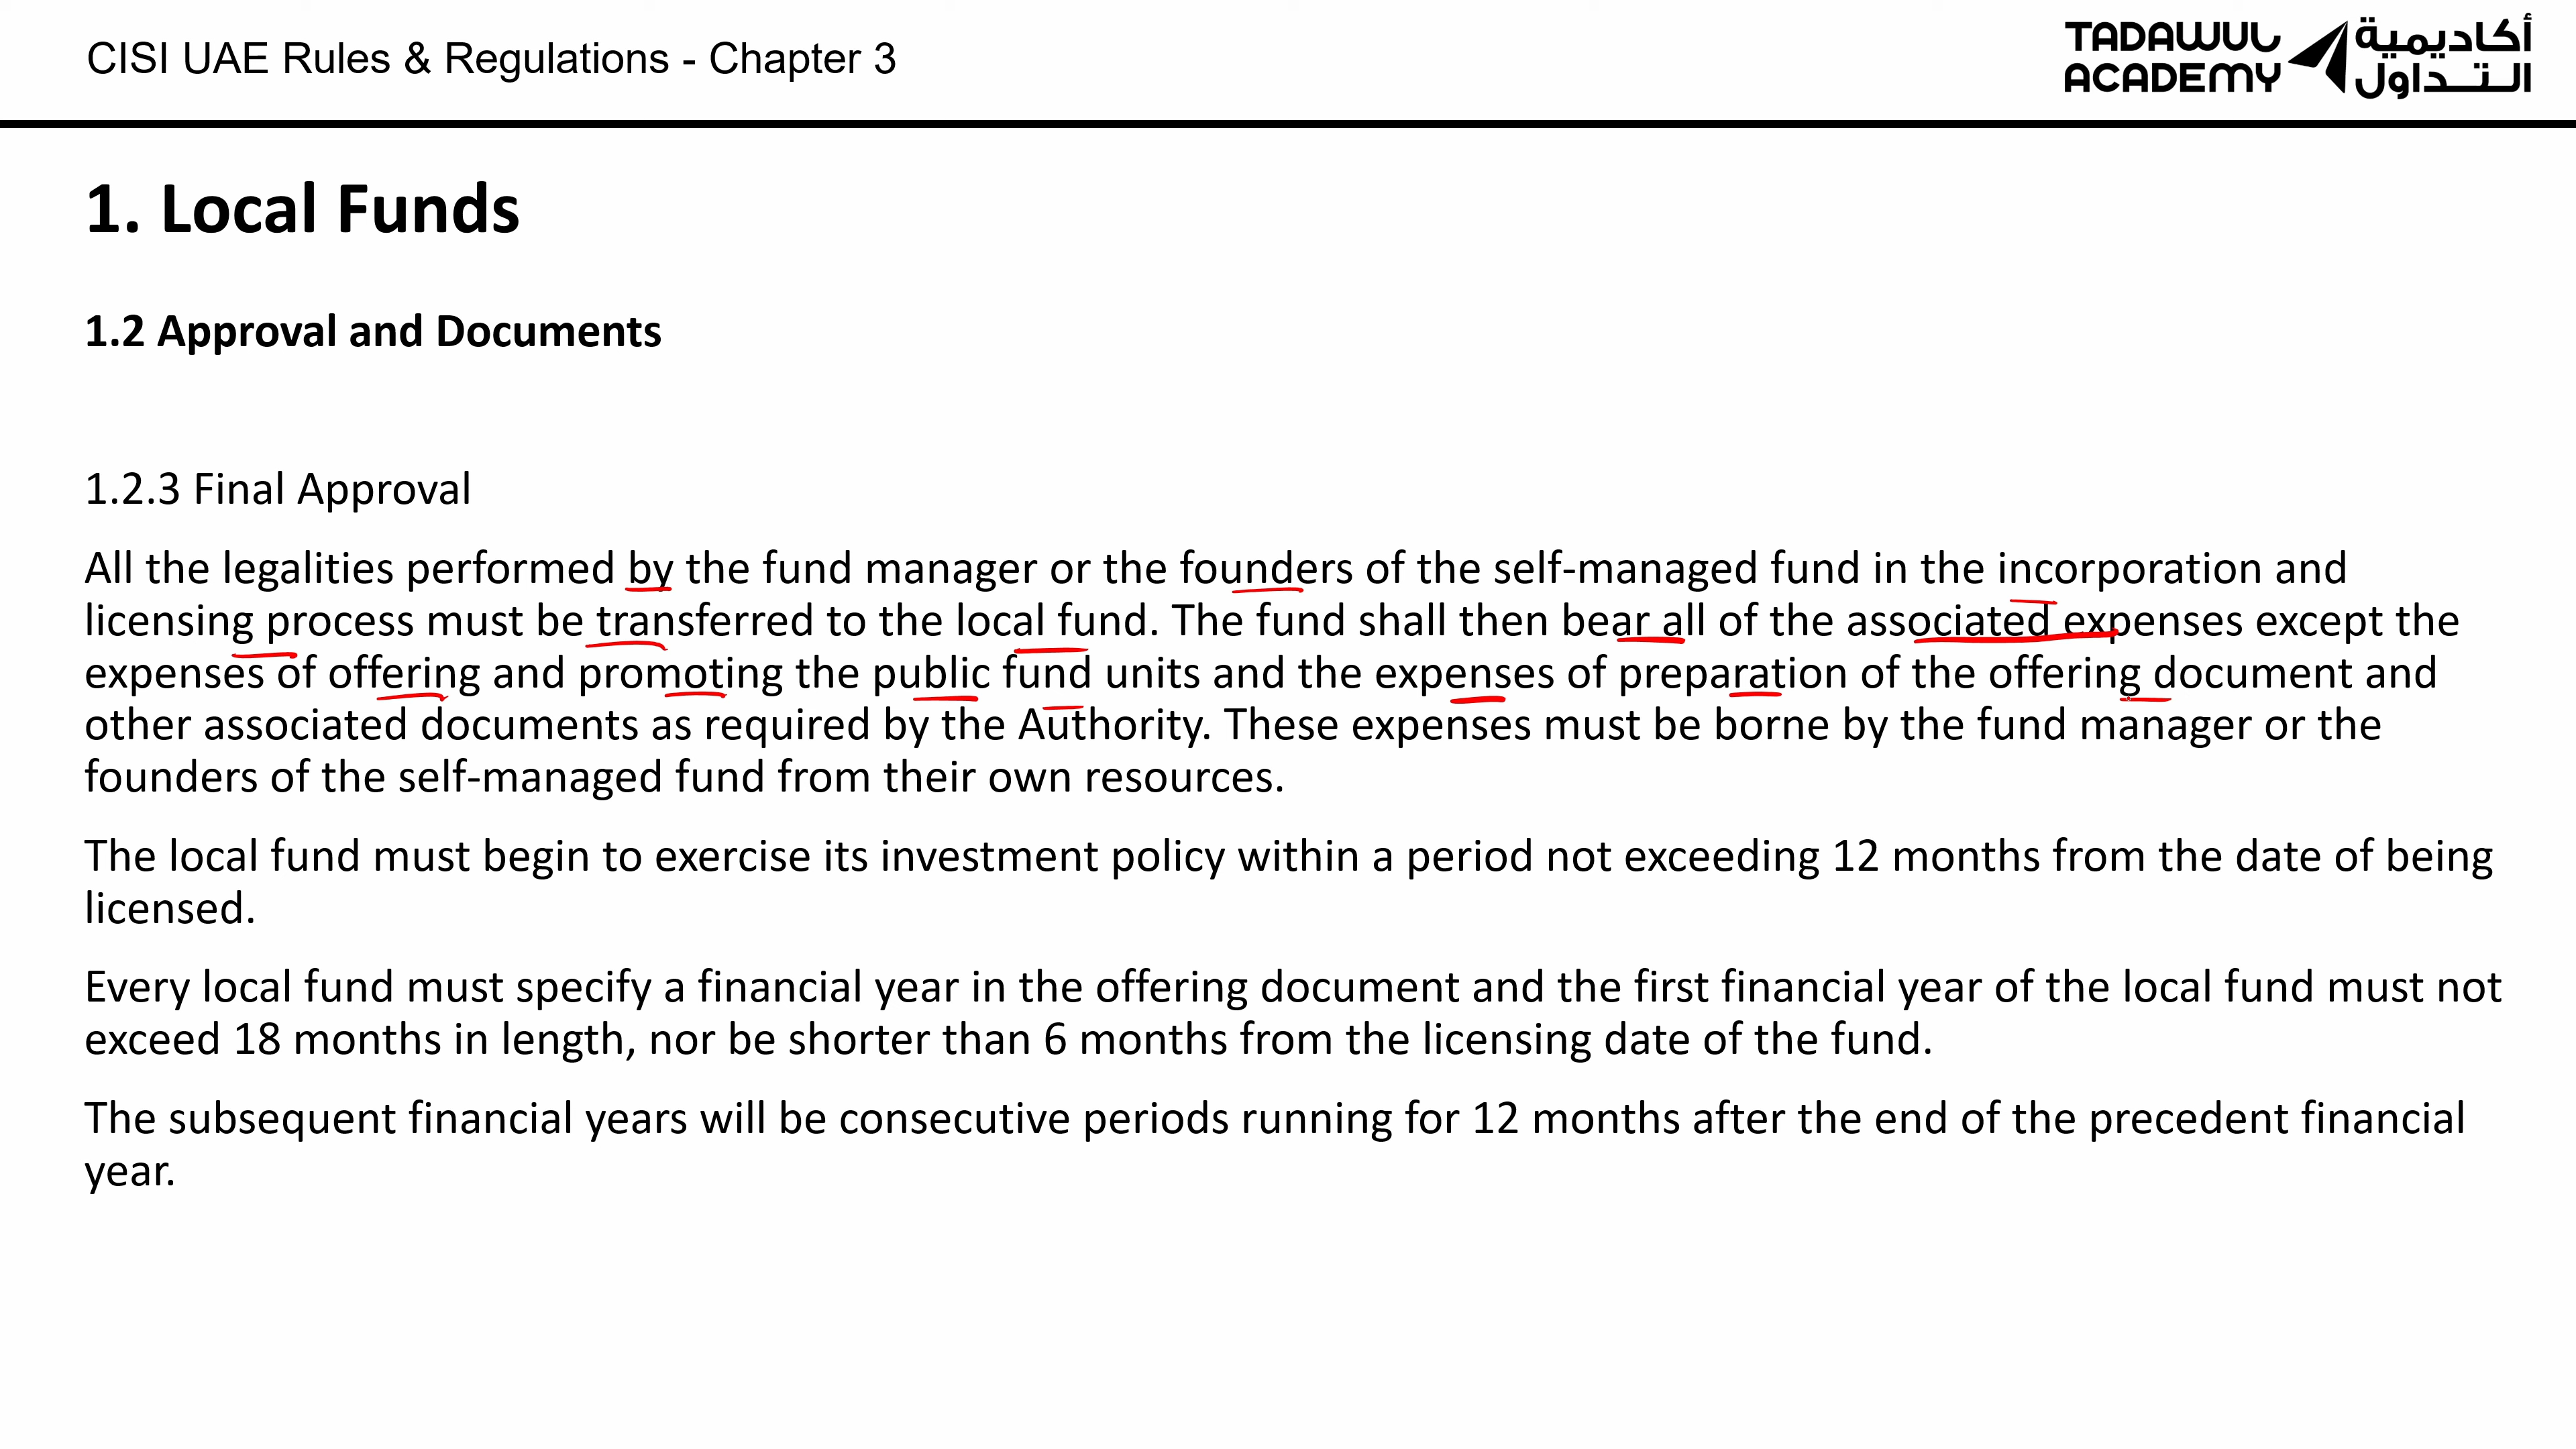 CISI UAE Rules & Regulations - Chapter 3
TADAWUL ACADEMY
أكاديمية التداول
1. Local Funds
1.2 Approval and Documents
1.2.3 Final Approval
All the legalities performed by the fund manager or the founders of the self-managed fund in the incorporation and
licensing process must be transferred to the local fund. The fund shall then bear all of the associated expenses except the
expenses of offering and promoting the public fund units and the expenses of preparation of the offering document and
other associated documents as required by the Authority. These expenses must be borne by the fund manager or the
founders of the self-managed fund from their own resources.
The local fund must begin to exercise its investment policy within a period not exceeding 12 months from the date of being
licensed.
Every local fund must specify a financial year in the offering document and the first financial year of the local fund must not
exceed 18 months in length, nor be shorter than 6 months from the licensing date of the fund.
The subsequent financial years will be consecutive periods running for 12 months after the end of the precedent financial
year.